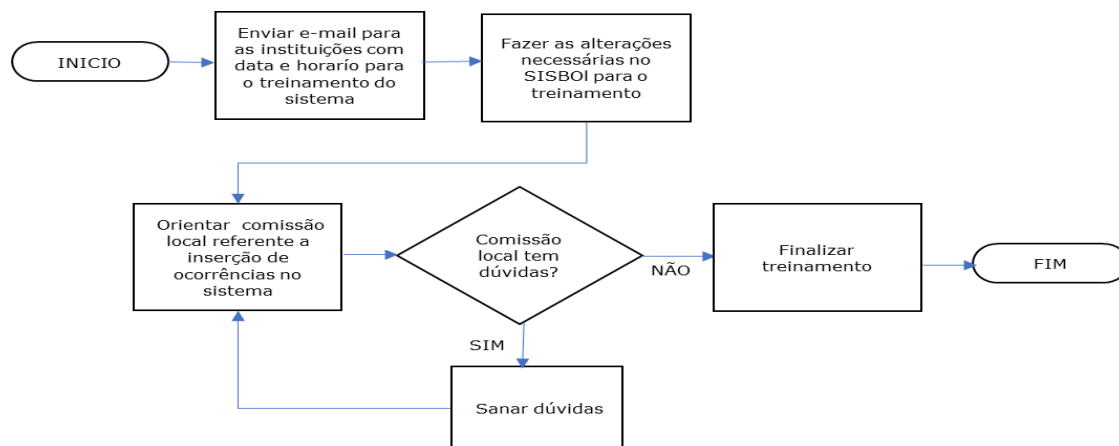 INICIO
Enviar e-mail para
as instituições com
data e horarío para
o treinamento do
sistema
Fazer as alterações
necessárias no
SISBOI para o
treinamento
Orientar comissão
local referente a
inserção de
ocorrências no
sistema
Comissão
local tem
dúvidas?
NÃO
Finalizar
treinamento
FIM
SIM
Sanar dúvidas